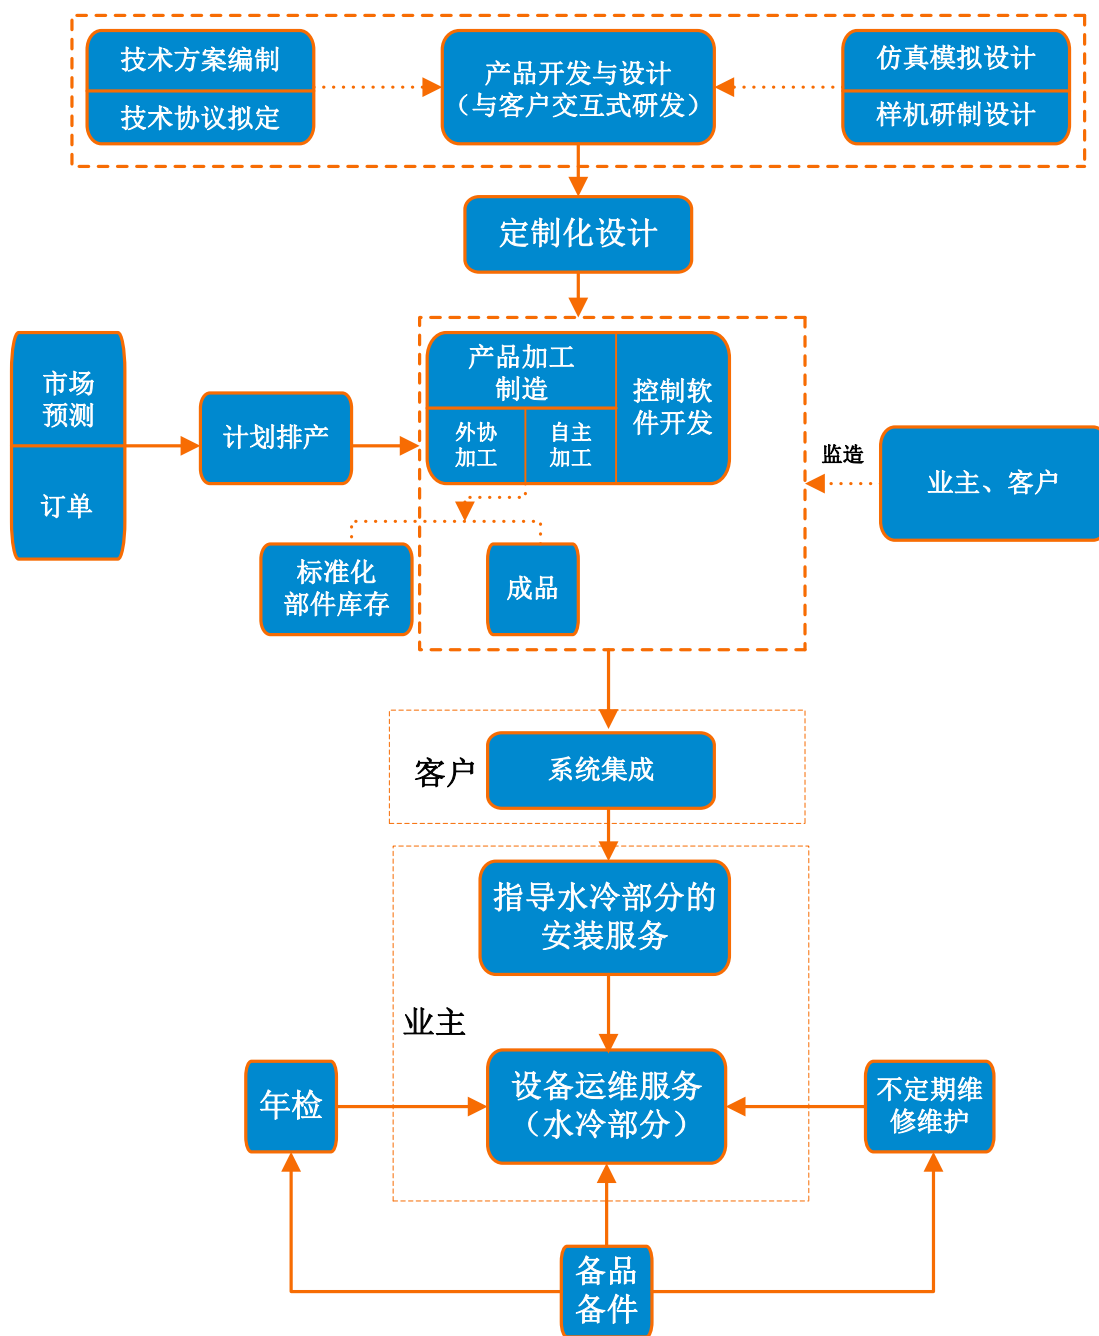 技术方案编制
技术协议拟定
产品开发与设计
（与客户交互式研发）
仿真模拟设计
样机研制设计
定制化设计
市场
预测
订单
计划排产
产品加工
制造
外协
加工
自主
加工
控制软
件开发
监造
业主、客户
标准化
部件库存
成品
客户
系统集成
指导水冷部分的
安装服务
业主
设备运维服务
（水冷部分）
年检
不定期维
修维护
备品
备件